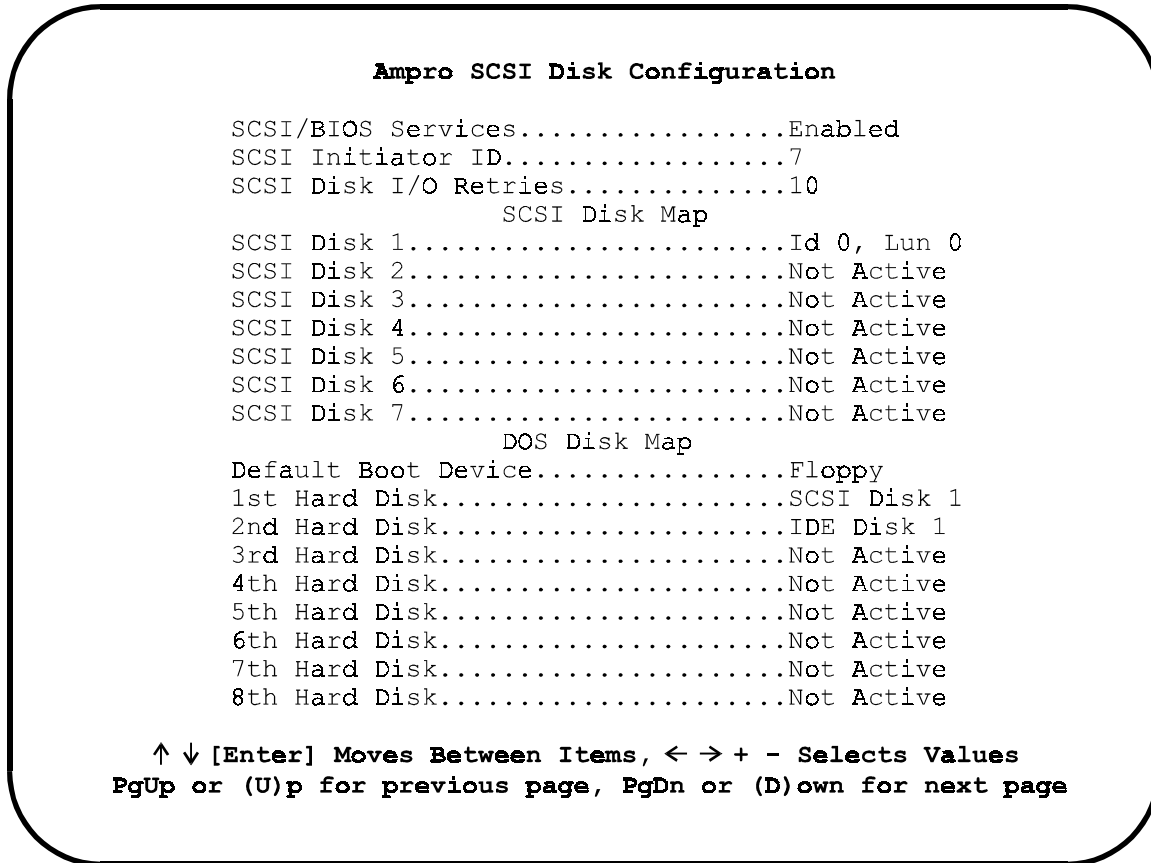 Ampro SCSI Disk Configuration
SCSI/BIOS Services.................Enabled
SCSI Initiator ID..................7
SCSI Disk I/O Retries..............10
SCSI Disk Map
SCSI Disk 1........................Id 0, Lun 0
SCSI Disk 2........................Not Active
SCSI Disk 3........................Not Active
SCSI Disk 4........................Not Active
SCSI Disk 5........................Not Active
SCSI Disk 6........................Not Active
SCSI Disk 7........................Not Active
DOS Disk Map
Default Boot Device................Floppy
1st Hard Disk......................SCSI Disk 1
2nd Hard Disk......................IDE Disk 1
3rd Hard Disk......................Not Active
4th Hard Disk......................Not Active
5th Hard Disk......................Not Active
6th Hard Disk......................Not Active
7th Hard Disk......................Not Active
8th Hard Disk......................Not Active
↑ ↓ [Enter] Moves Between Items, ← → + - Selects Values
PgUp or (U)p for previous page, PgDn or (D)own for next page